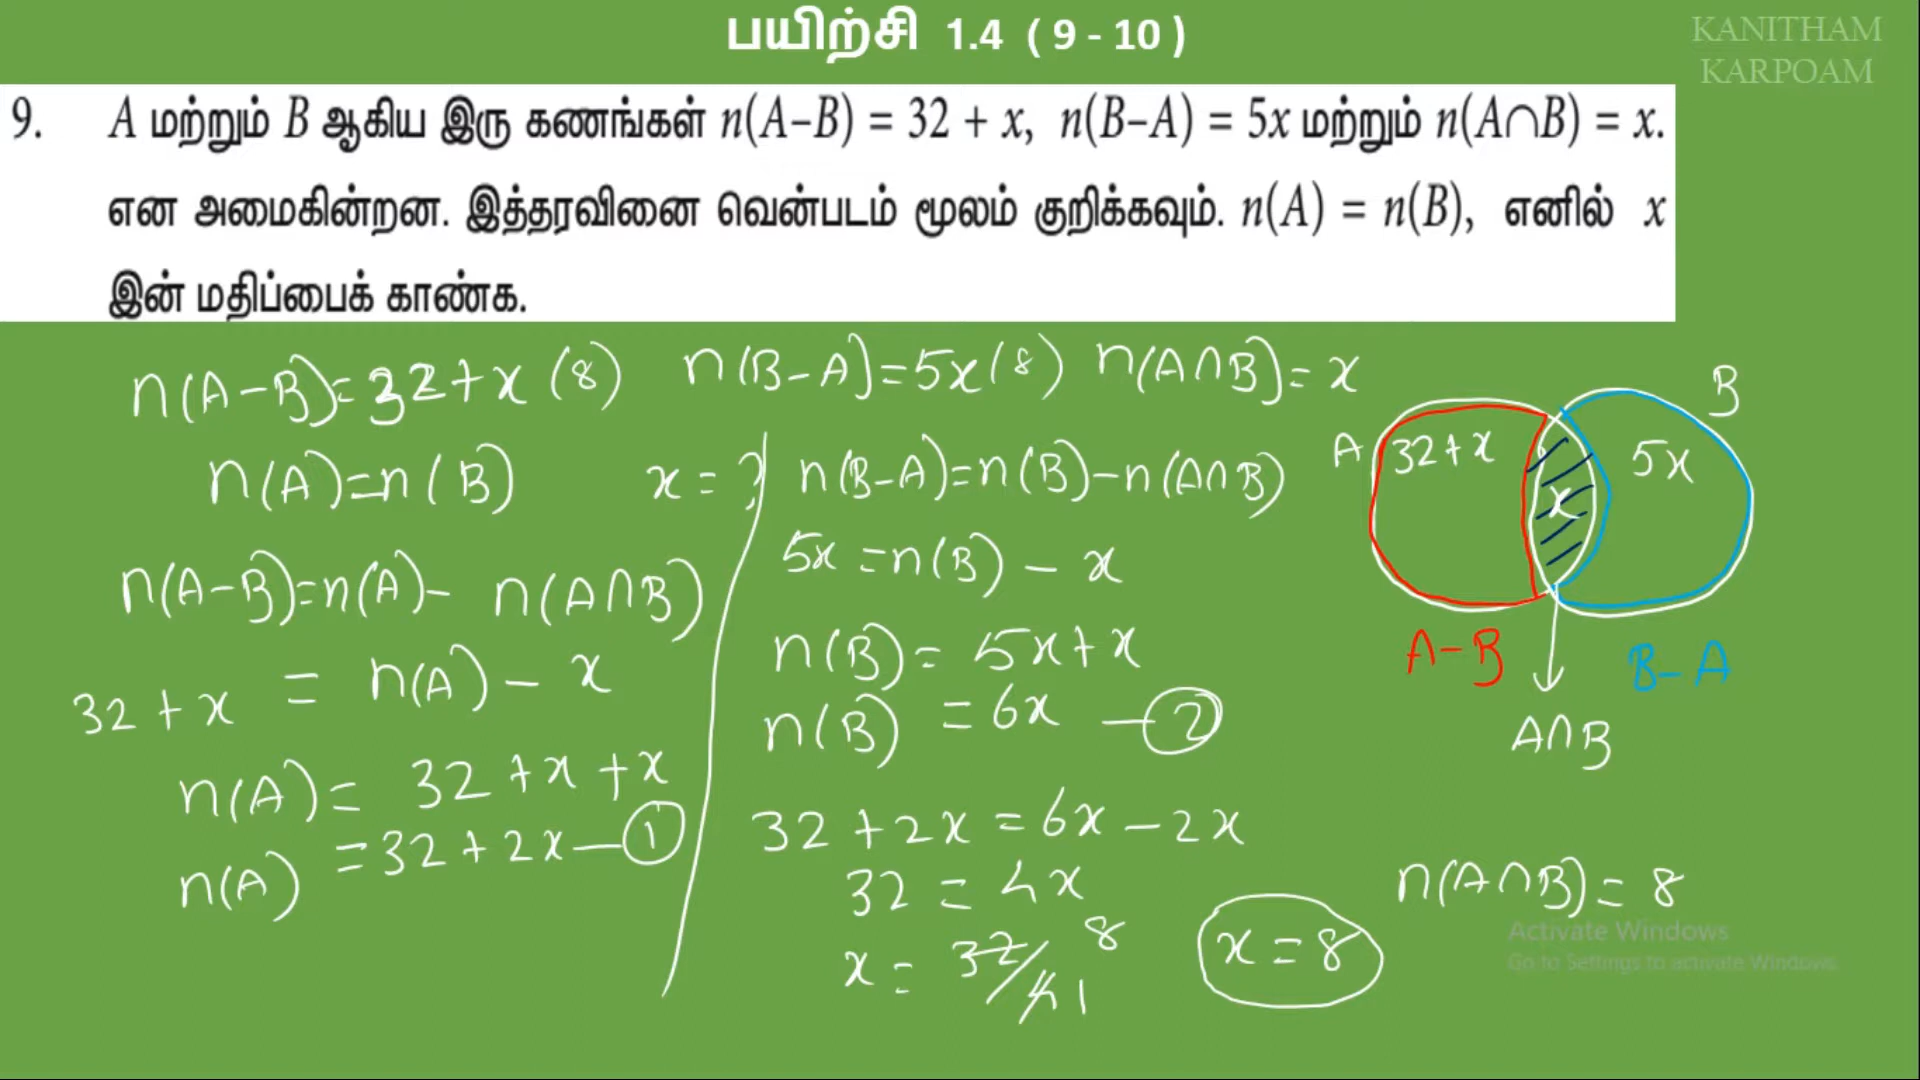 பயிற்சி 1.4 ( 9 - 10 )
KANITHAM
KARPOAM
9. A மற்றும் B ஆகிய இரு கணங்கள் n(A–B) = 32 + x, n(B–A) = 5x மற்றும் n(A∩B) = x.
என அமைகின்றன. இத்தரவினை வென்படம் மூலம் குறிக்கவும். n(A) = n(B), எனில் x
இன் மதிப்பைக் காண்க.
n(A-B)=32+x (8) n(B-A)=5x(8) n(A∩B)=x
n(A)=n(B) x = ?
n(A-B)=n(A)- n(A∩B)
32+x = n(A) - x
n(A)= 32+x+x
n(A) =32+2x—①
n(B-A)=n(B)-n(A∩B)
5x =n(B) - x
n(B)= 5x+x
n(B) =6x —②
32+2x=6x-2x
32 = 4x
x = 32/4 8 1
x=8
A
32+x
x
5x
B
A-B
B-A
A∩B
n(A∩B)=8
Activate Windows
Go to Settings to activate Windows.